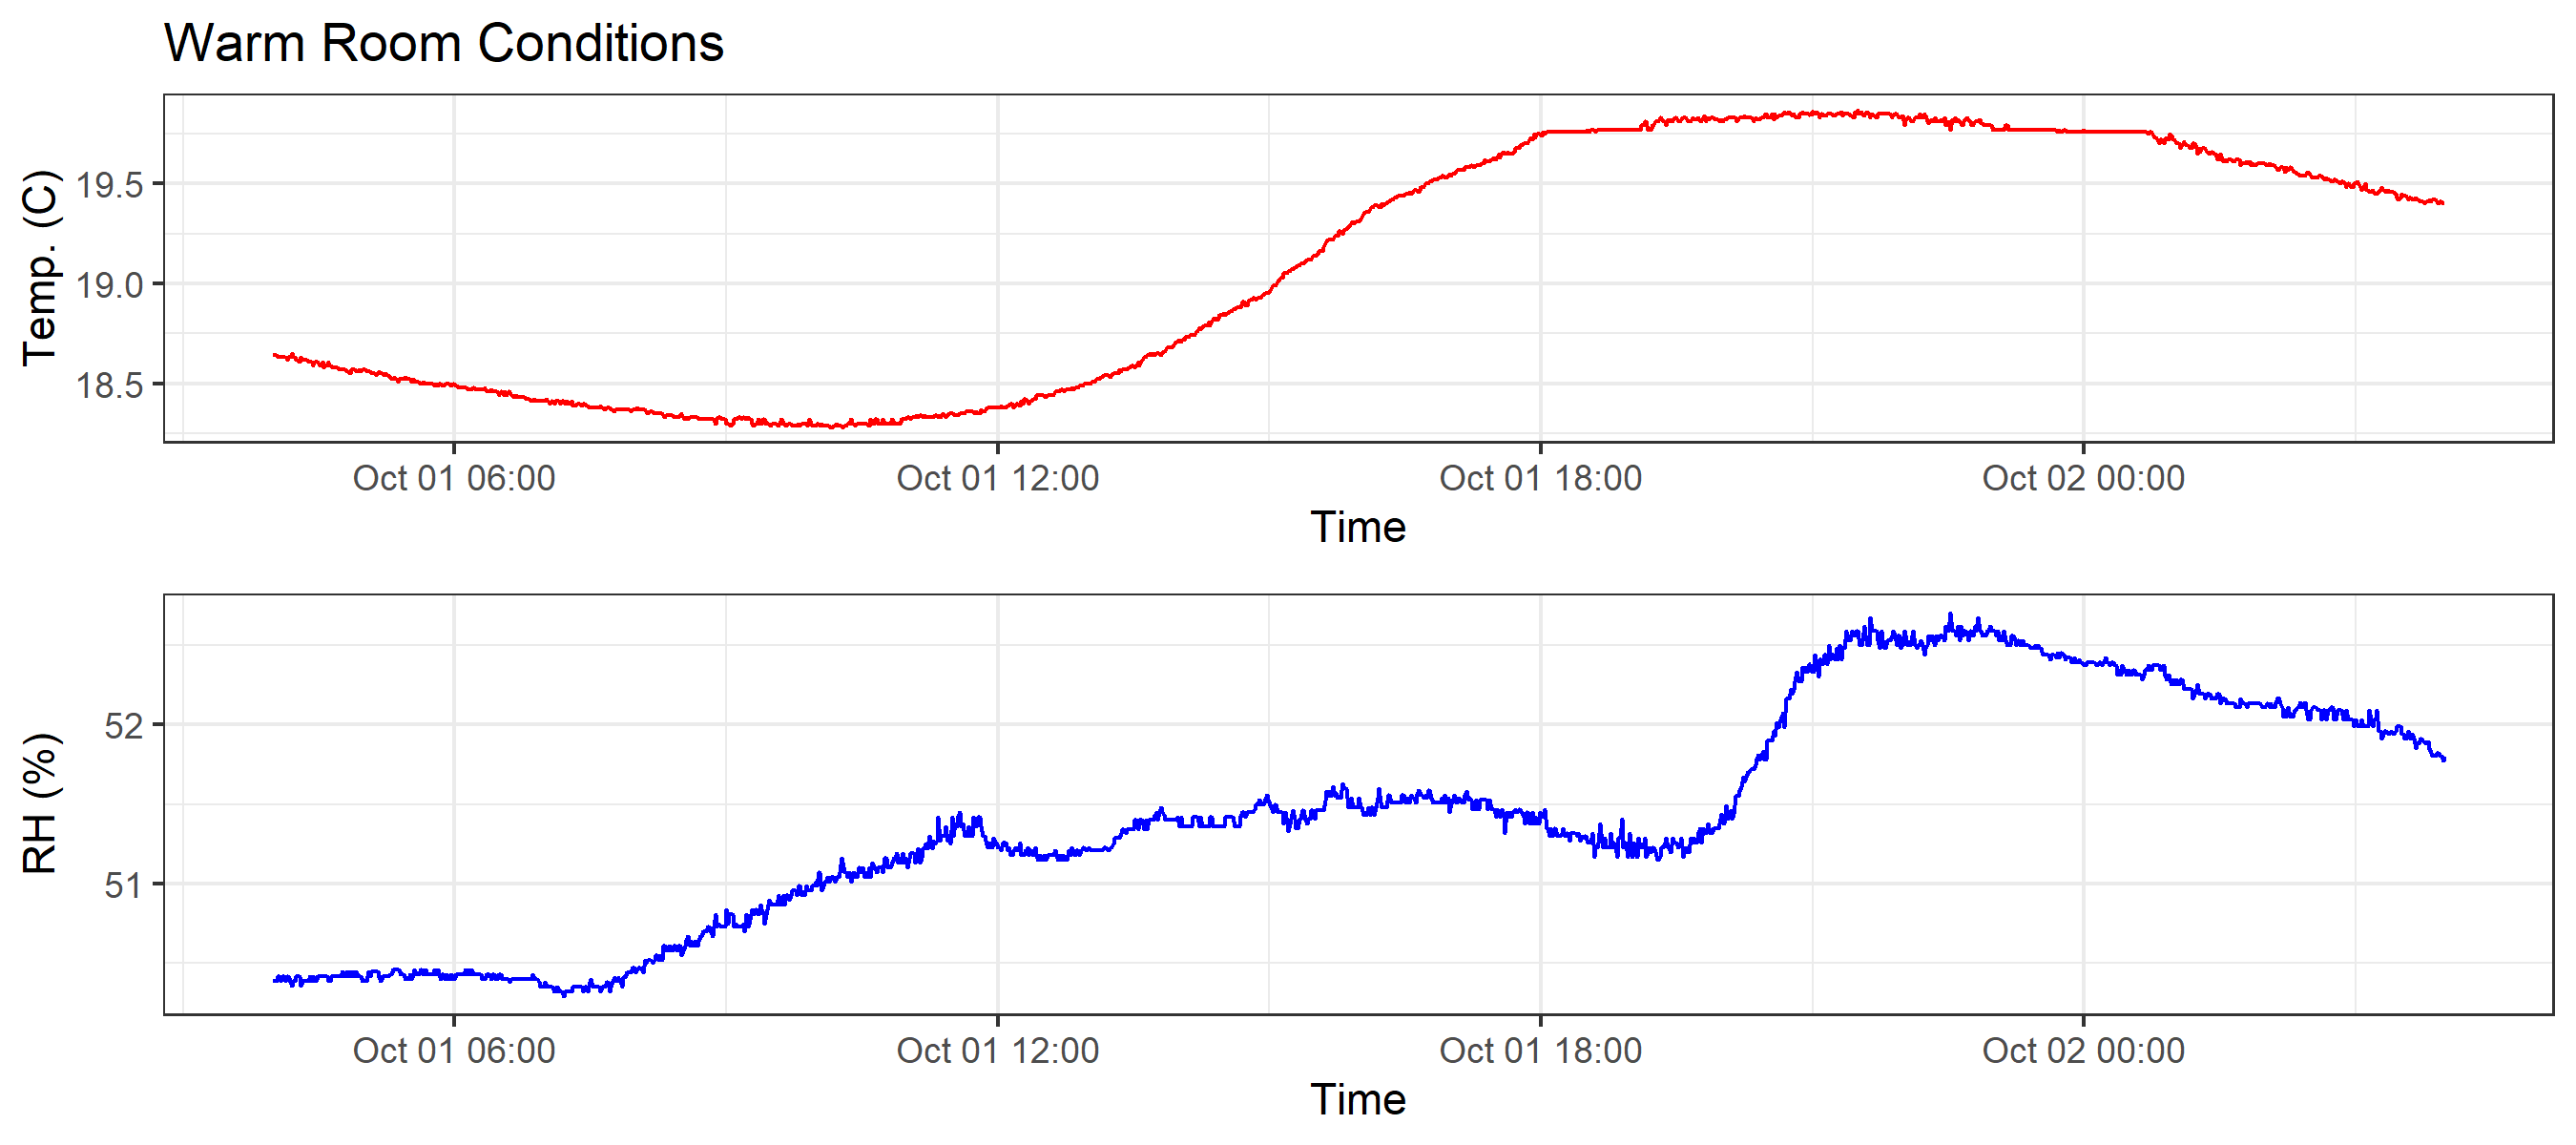 Warm Room Conditions
Temp. (C)
19.5
19.0
18.5
Oct 01 06:00 Oct 01 12:00 Oct 01 18:00 Oct 02 00:00
Time
RH (%)
52
51
Oct 01 06:00 Oct 01 12:00 Oct 01 18:00 Oct 02 00:00
Time